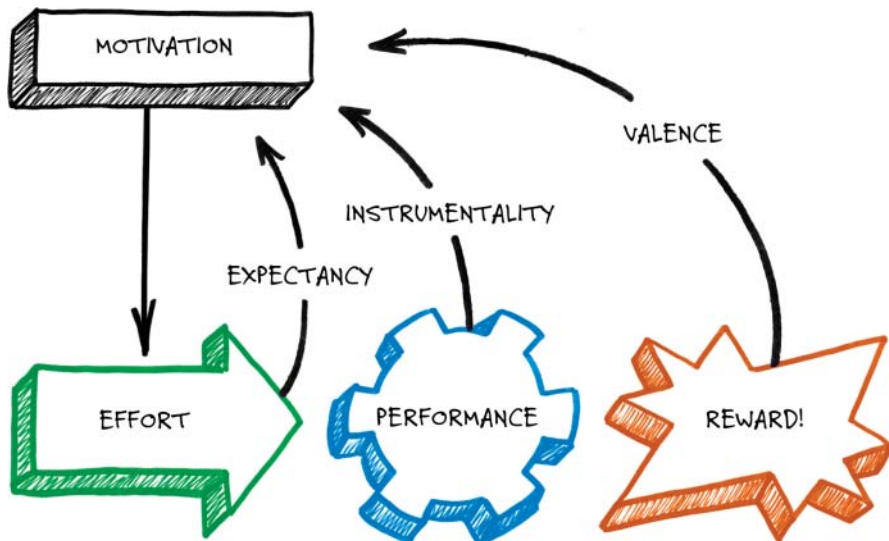 MOTIVATION
VALENCE
INSTRUMENTALITY
EXPECTANCY
EFFORT
PERFORMANCE
REWARD!